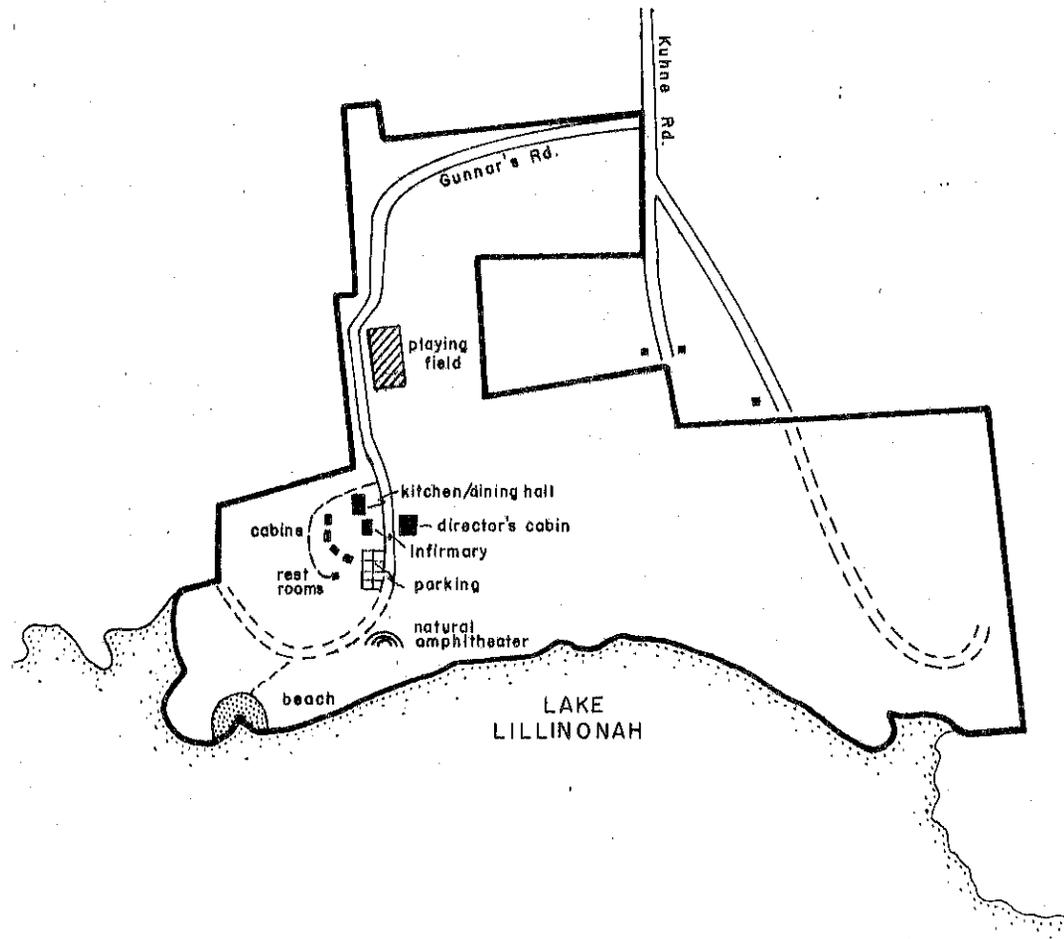 Kuhne Rd.
Gunnar's Rd.
playing
field
kitchen/dining hall
cabins
director's cabin
infirmary
rest
rooms
parking
natural
amphitheater
beach
LAKE
LILLINONAH